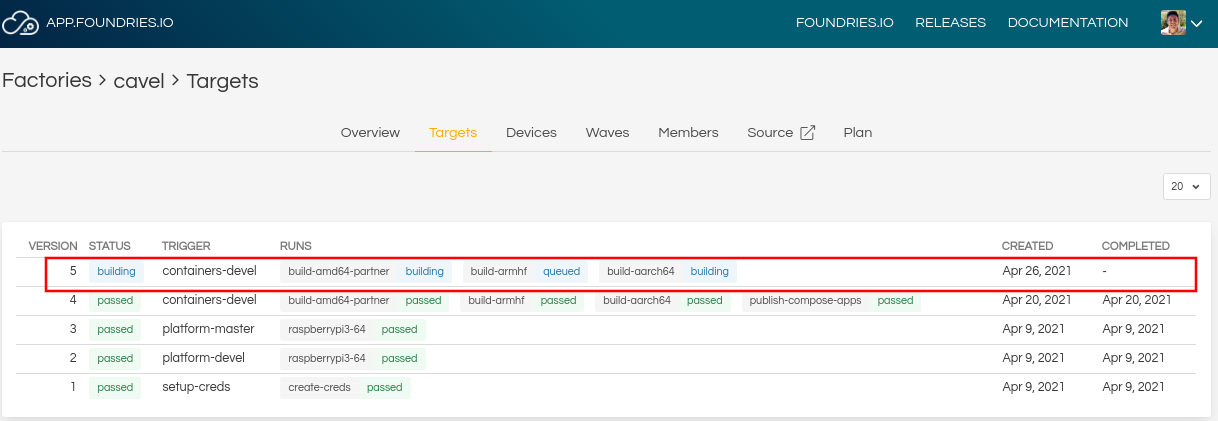 APP.FOUNDRIES.IO FOUNDRIES.IO RELEASES DOCUMENTATION
Factories > cavel > Targets
Overview Targets Devices Waves Members Source Plan
20
VERSION STATUS TRIGGER RUNS CREATED COMPLETED
5 building containers-devel build-amd64-partner building build-armhf queued build-aarch64 building Apr 26, 2021 -
4 passed containers-devel build-amd64-partner passed build-armhf passed build-aarch64 passed publish-compose-apps passed Apr 20, 2021 Apr 20, 2021
3 passed platform-master raspberrypi3-64 passed Apr 9, 2021 Apr 9, 2021
2 passed platform-devel raspberrypi3-64 passed Apr 9, 2021 Apr 9, 2021
1 passed setup-creds create-creds passed Apr 9, 2021 Apr 9, 2021